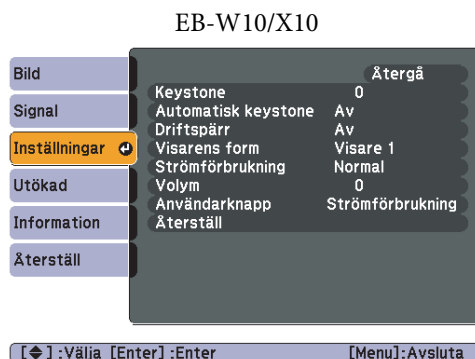 EB-W10/X10
Bild
Signal
Inställningar
Utökad
Information
Återställ
Återgå
Keystone 0
Automatisk keystone Av
Driftspärr Av
Visarens form Visare 1
Strömförbrukning Normal
Volym 0
Användarknapp Strömförbrukning
Återställ
[◆] :Välja [Enter] :Enter [Menu]:Avsluta